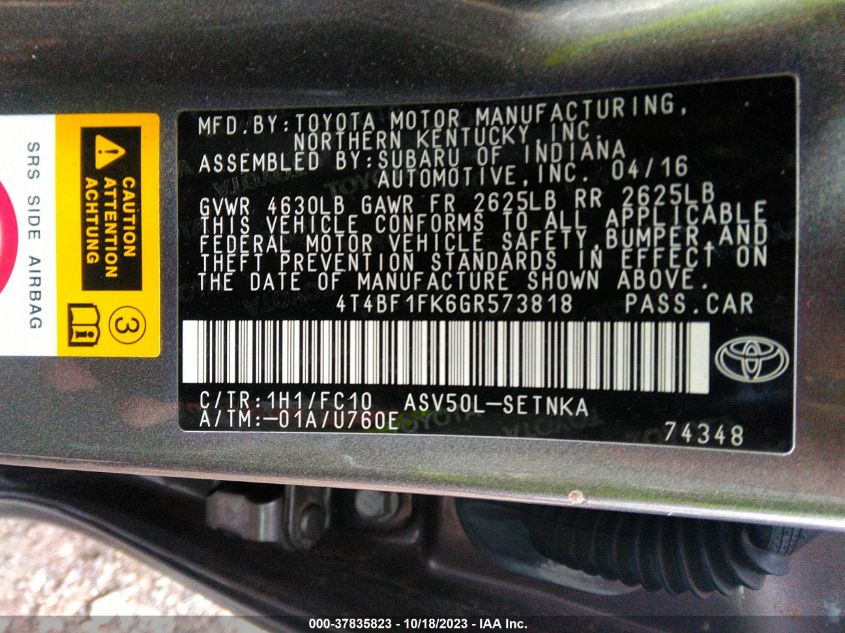 SRS SIDE AIRBAG
CAUTION
ATTENTION
ACHTUNG
3
MFD.BY:TOYOTA MOTOR MANUFACTURING,
NORTHERN KENTUCKY,INC.
ASSEMBLED BY:SUBARU OF INDIANA
AUTOMOTIVE,INC. 04/16
GVWR 4630LB GAWR FR 2625LB RR 2625LB
THIS VEHICLE CONFORMS TO ALL APPLICABLE
FEDERAL MOTOR VEHICLE SAFETY,BUMPER,AND
THEFT PREVENTION STANDARDS IN EFFECT ON
THE DATE OF MANUFACTURE SHOWN ABOVE.
4T4BF1FK6GR573818 PASS.CAR
C/TR:1H1/FC10 ASV50L-SETNKA
A/TM:-01A/U760E
74348
000-37835823 - 10/18/2023 - IAA Inc.